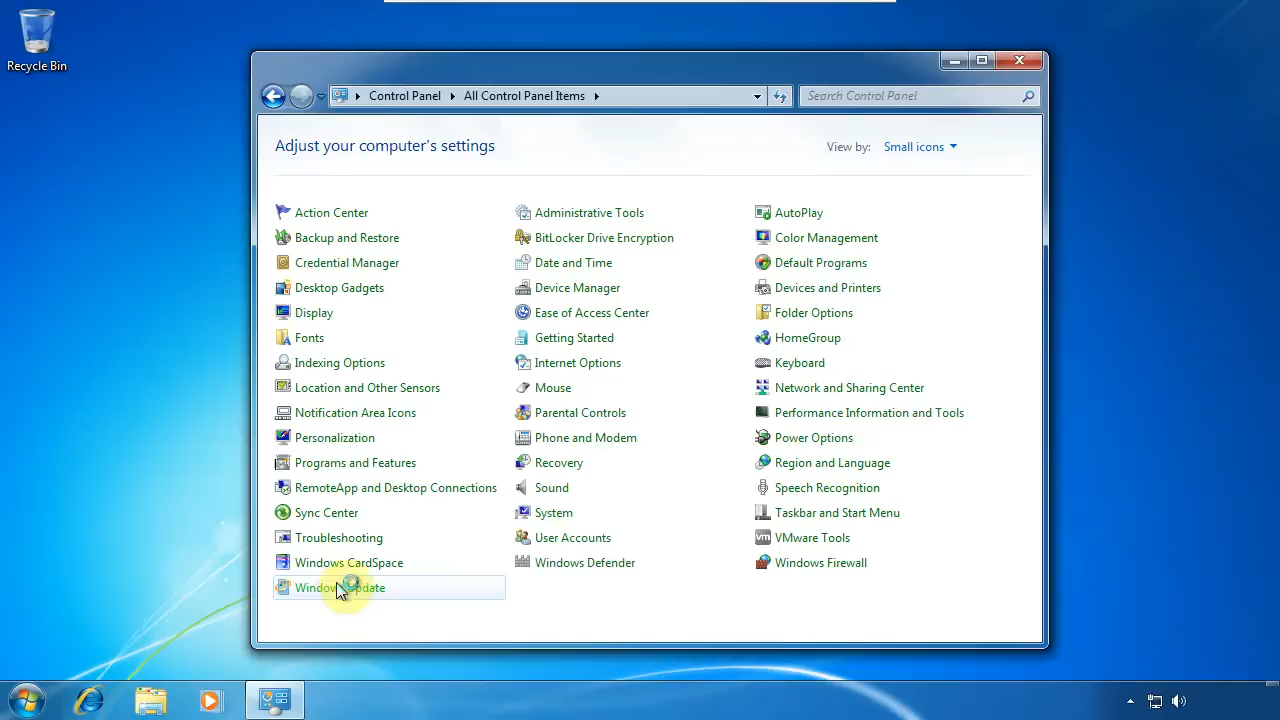 Recycle Bin
Control Panel All Control Panel Items
Search Control Panel
Adjust your computer's settings
View by: Small icons
Action Center
Administrative Tools
AutoPlay
Backup and Restore
BitLocker Drive Encryption
Color Management
Credential Manager
Date and Time
Default Programs
Desktop Gadgets
Device Manager
Devices and Printers
Display
Ease of Access Center
Folder Options
Fonts
Getting Started
HomeGroup
Indexing Options
Internet Options
Keyboard
Location and Other Sensors
Mouse
Network and Sharing Center
Notification Area Icons
Parental Controls
Performance Information and Tools
Personalization
Phone and Modem
Power Options
Programs and Features
Recovery
Region and Language
RemoteApp and Desktop Connections
Sound
Speech Recognition
Sync Center
System
Taskbar and Start Menu
Troubleshooting
User Accounts
VMware Tools
Windows CardSpace
Windows Defender
Windows Firewall
Windows Update